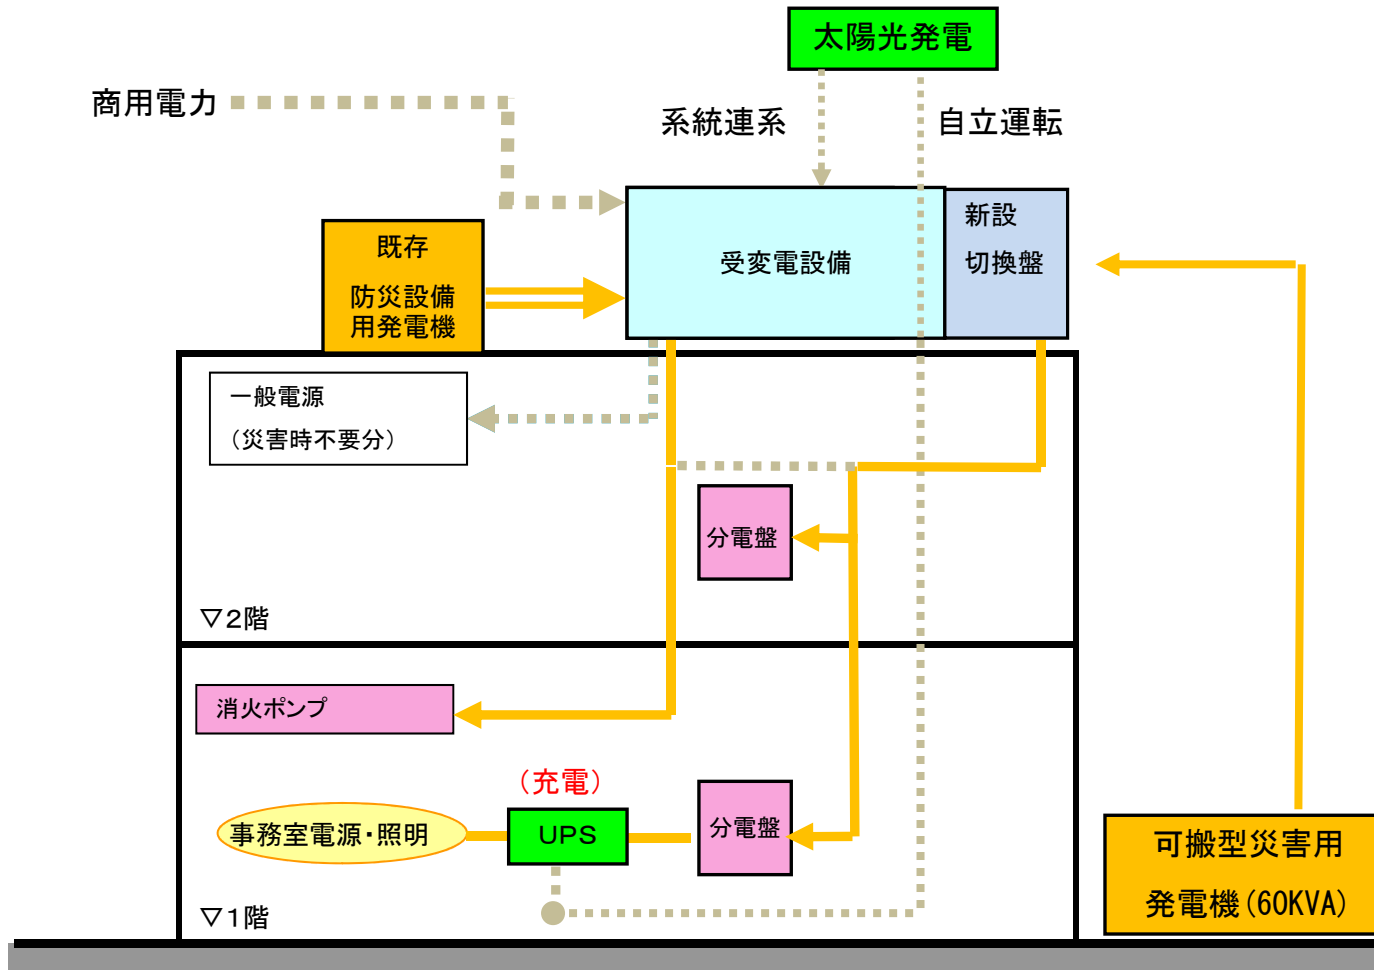 太陽光発電
商用電力
系統連系
自立運転
既存
防災設備
用発電機
受変電設備
新設
切換盤
一般電源
（災害時不要分）
分電盤
▽２階
消火ポンプ
（充電）
事務室電源・照明
ＵＰＳ
分電盤
▽１階
可搬型災害用
発電機(60KVA)